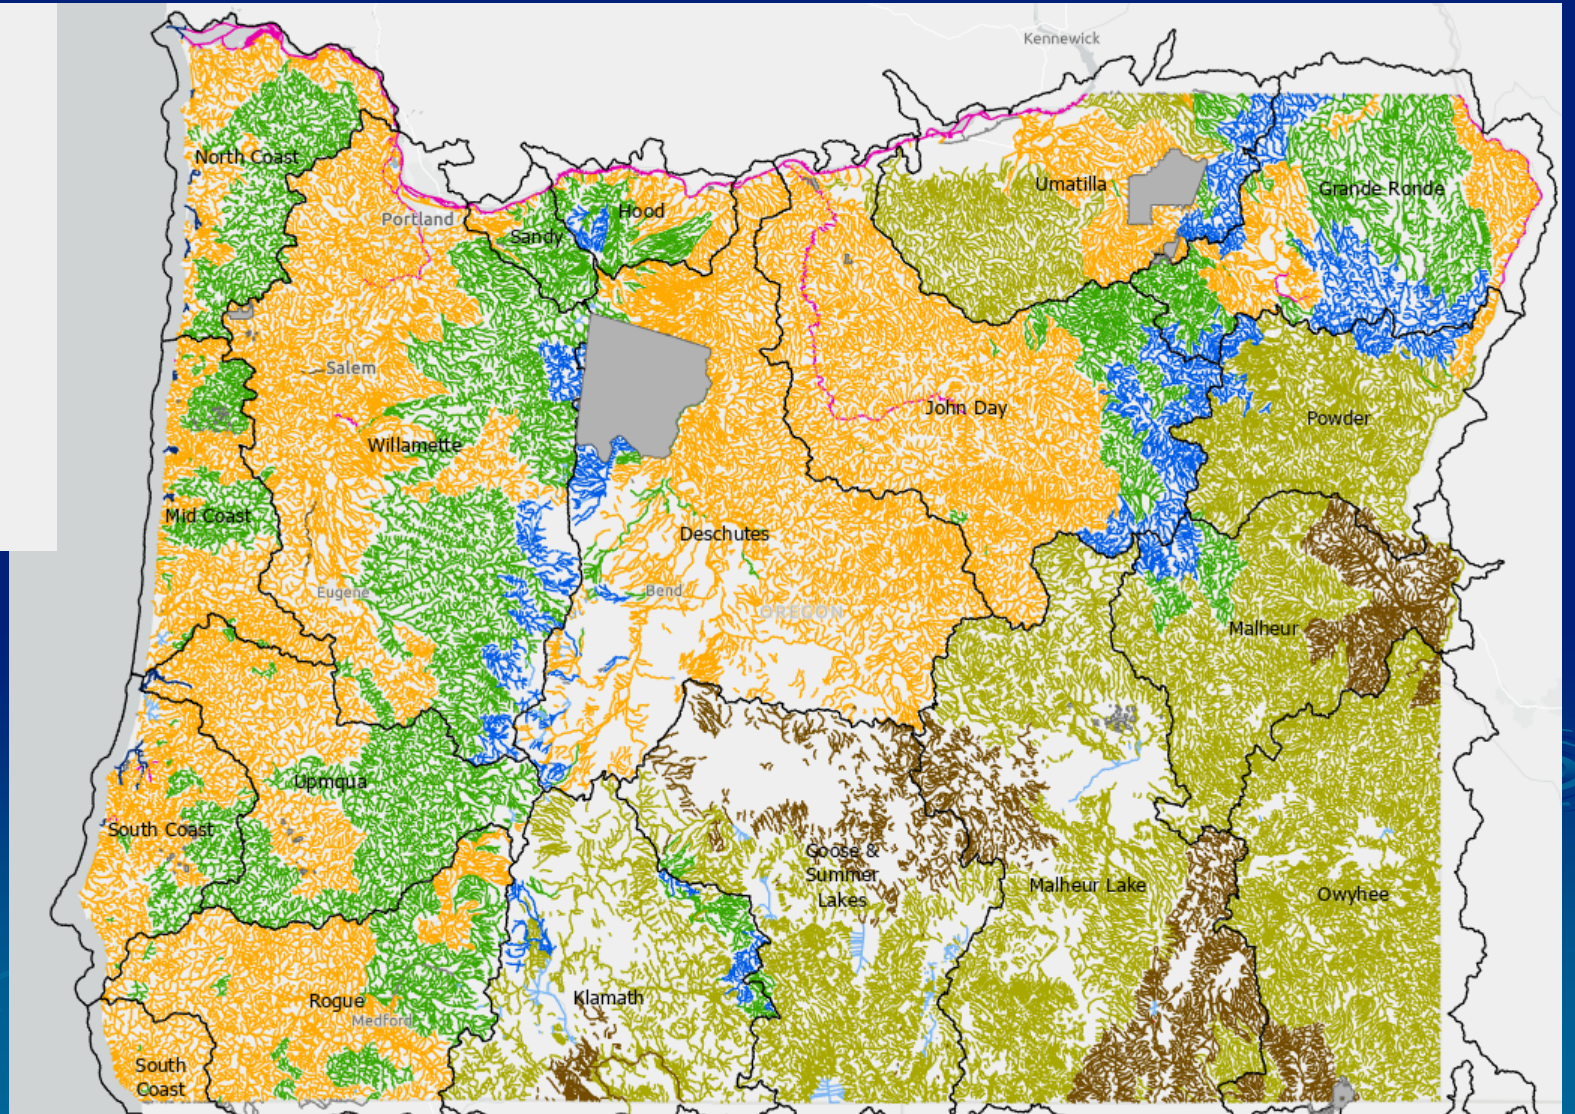 Kennewick
North Coast
Portland
Hood
Sandy
Umatilla
Grande Ronde
Salem
Willamette
John Day
Powder
Mid Coast
Deschutes
Eugene
Bend
OREGON
Malheur
Upmqua
South Coast
Goose &
Summer
Lakes
Malheur Lake
Owyhee
Rogue
Medford
Klamath
South
Coast